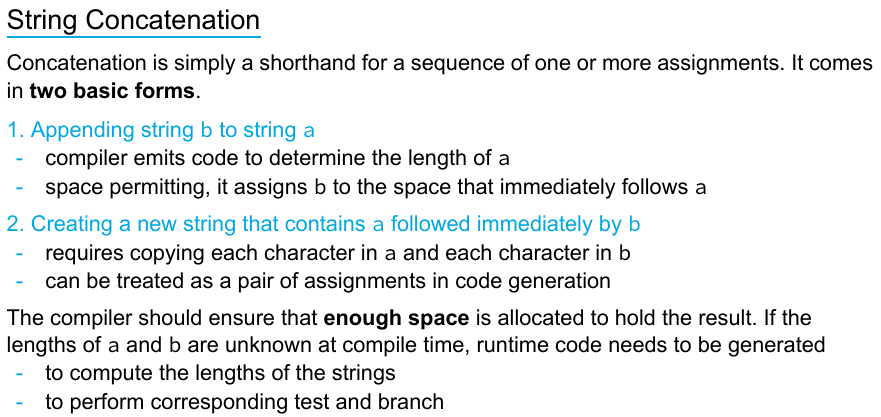 String Concatenation
Concatenation is simply a shorthand for a sequence of one or more assignments. It comes
in two basic forms.
1. Appending string b to string a
- compiler emits code to determine the length of a
- space permitting, it assigns b to the space that immediately follows a
2. Creating a new string that contains a followed immediately by b
- requires copying each character in a and each character in b
- can be treated as a pair of assignments in code generation
The compiler should ensure that enough space is allocated to hold the result. If the
lengths of a and b are unknown at compile time, runtime code needs to be generated
- to compute the lengths of the strings
- to perform corresponding test and branch